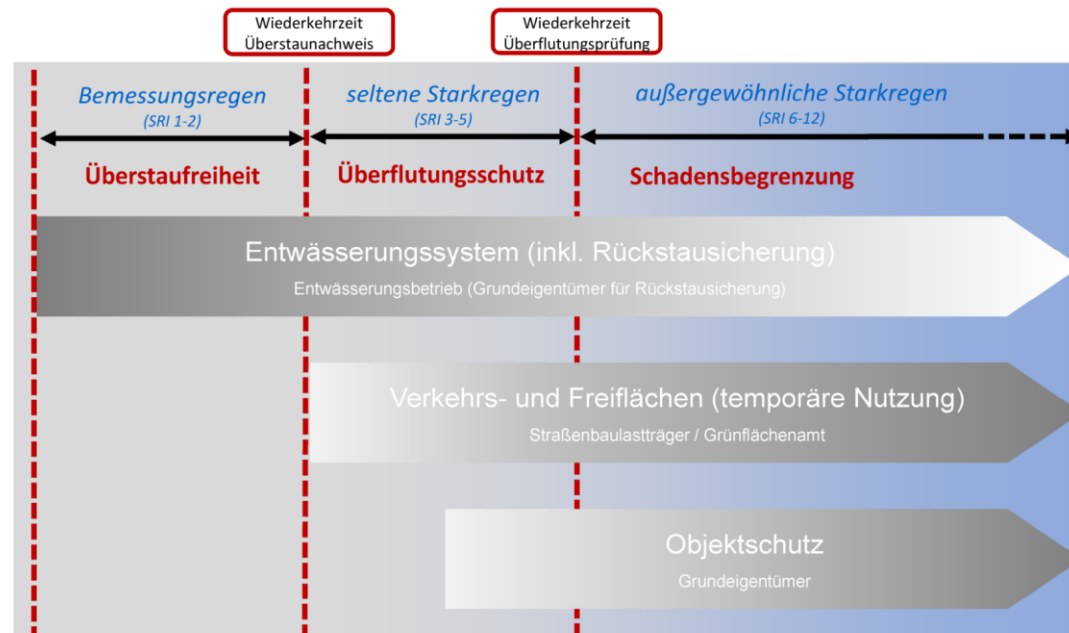 Wiederkehrzeit
Überstaunachweis
Wiederkehrzeit
Überflutungsprüfung
Bemessungsregen
(SRI 1-2)
seltene Starkregen
(SRI 3-5)
außergewöhnliche Starkregen
(SRI 6-12)
Überstaufreiheit
Überflutungsschutz
Schadensbegrenzung
Entwässerungssystem (inkl. Rückstausicherung)
Entwässerungsbetrieb (Grundeigentümer für Rückstausicherung)
Verkehrs- und Freiflächen (temporäre Nutzung)
Straßenbaulastträger / Grünflächenamt
Objektschutz
Grundeigentümer